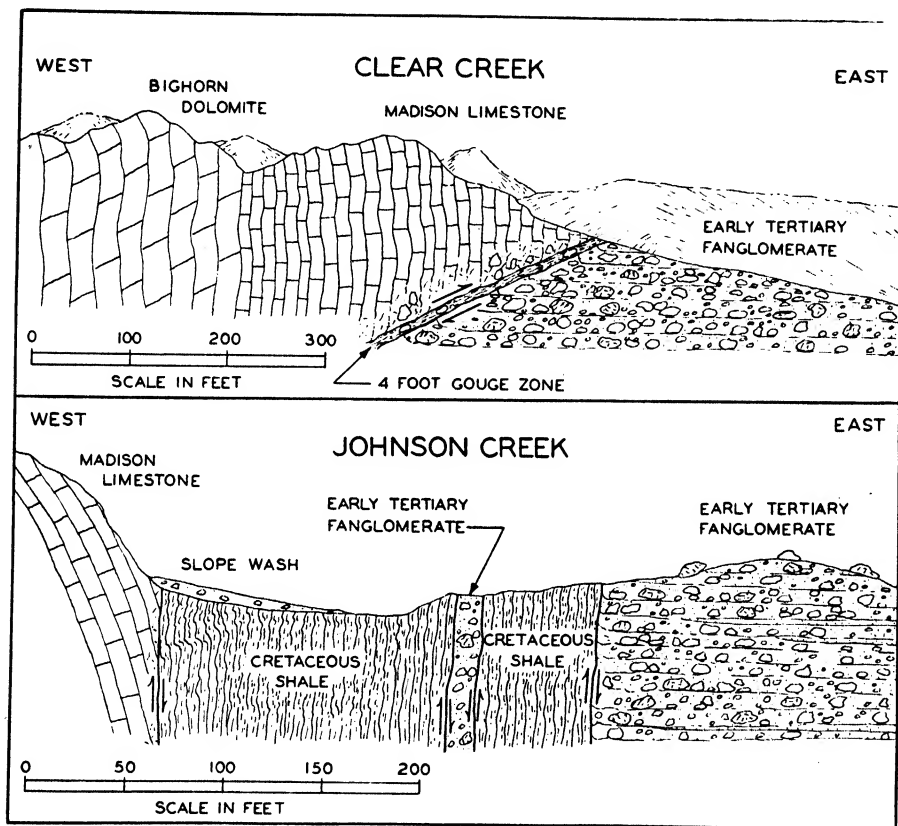 WEST
CLEAR CREEK
EAST
BIGHORN
DOLOMITE
MADISON LIMESTONE
EARLY TERTIARY
FANGLOMERATE
0 100 200 300
SCALE IN FEET
4 FOOT GOUGE ZONE
WEST
EAST
JOHNSON CREEK
MADISON
LIMESTONE
EARLY TERTIARY
FANGLOMERATE
EARLY TERTIARY
FANGLOMERATE
SLOPE WASH
CRETACEOUS
SHALE
CRETACEOUS
SHALE
0 50 100 150 200
SCALE IN FEET